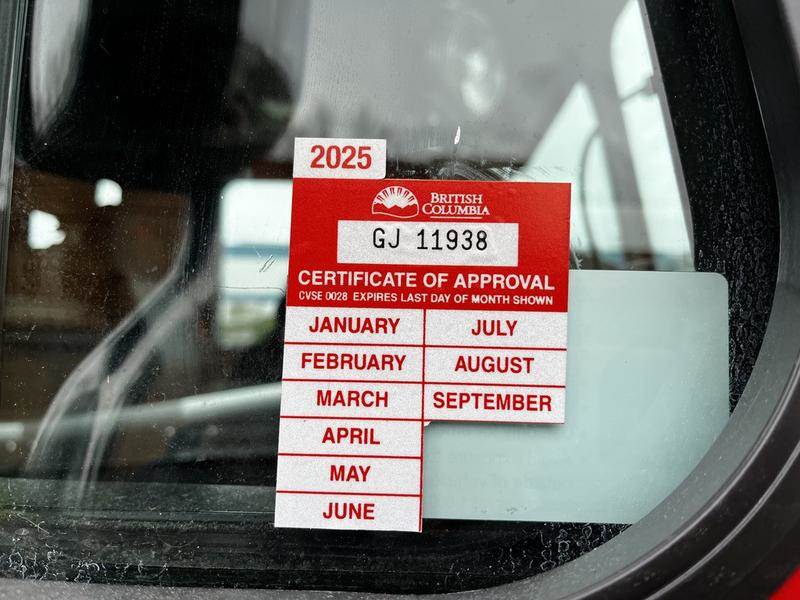 2025
BRITISH
COLUMBIA
GJ 11938
CERTIFICATE OF APPROVAL
CVSE 0028 EXPIRES LAST DAY OF MONTH SHOWN
JANUARY JULY
FEBRUARY AUGUST
MARCH SEPTEMBER
APRIL
MAY
JUNE